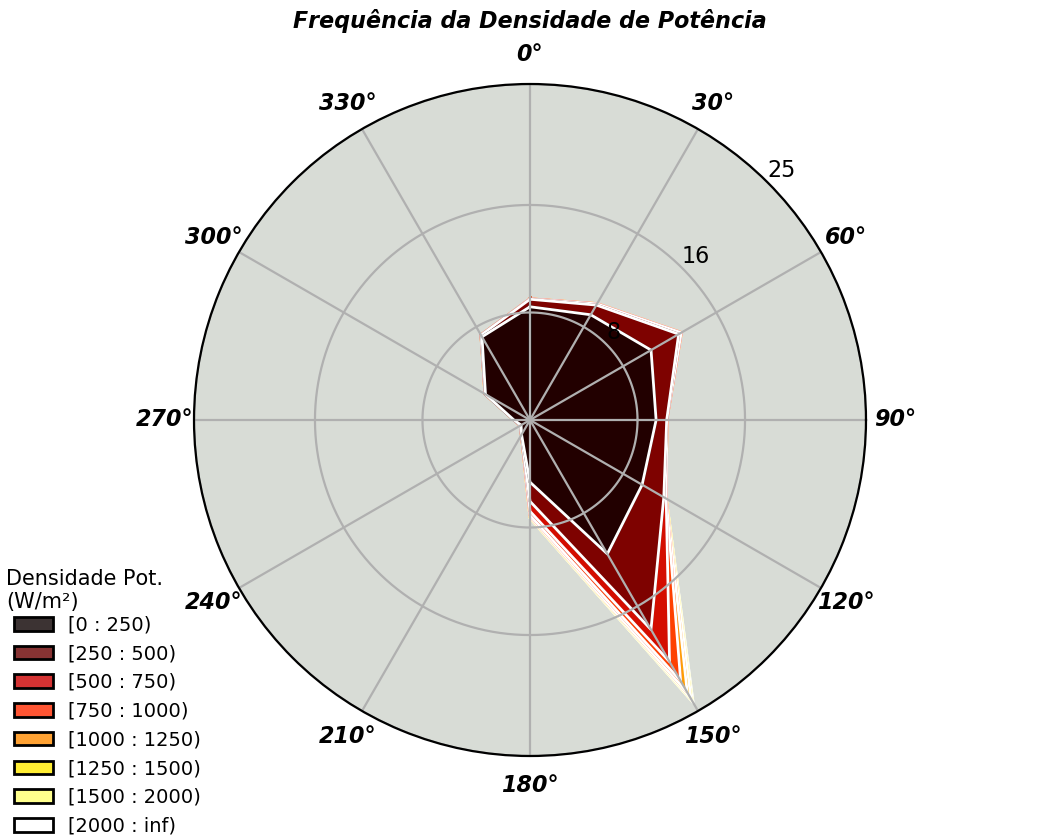 Frequência da Densidade de Potência
0°
330°
30°
25
300°
60°
16
8
270°
90°
240°
120°
210°
150°
180°
Densidade Pot.
(W/m²)
[0 : 250)
[250 : 500)
[500 : 750)
[750 : 1000)
[1000 : 1250)
[1250 : 1500)
[1500 : 2000)
[2000 : inf)